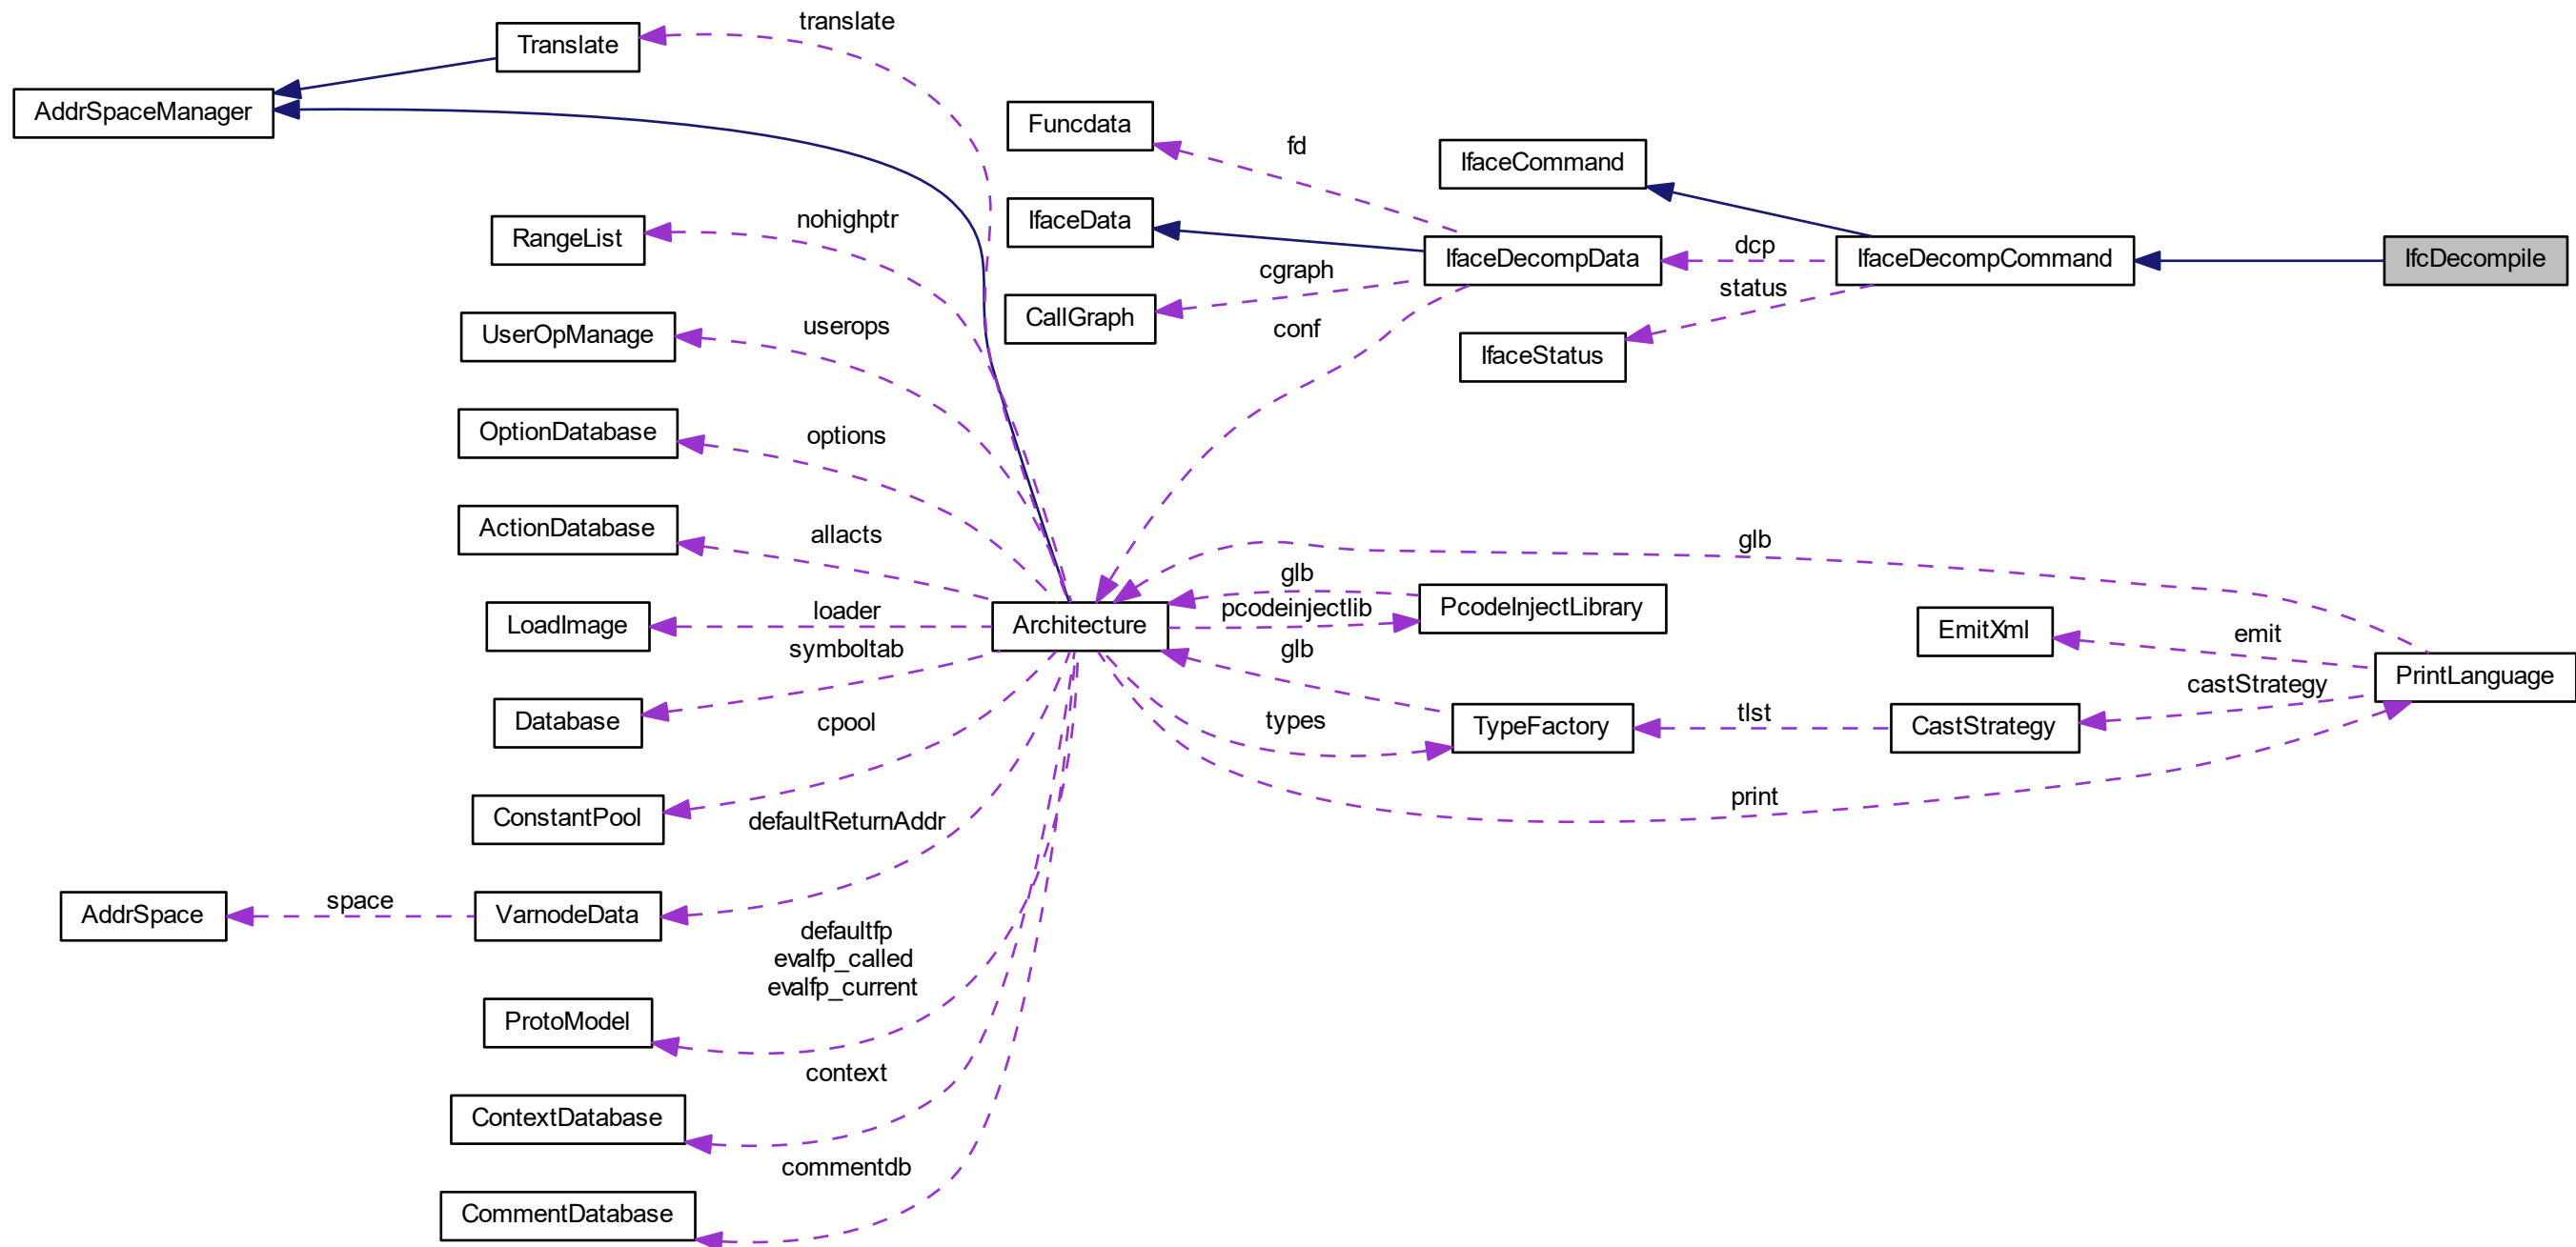 translate
Translate
AddrSpaceManager
Funcdata
fd
IfaceCommand
nohighptr
RangeList
IfaceData
cgraph
IfaceDecompData
dcp
IfaceDecompCommand
IfcDecompile
status
userops
UserOpManage
CallGraph
conf
IfaceStatus
options
OptionDatabase
allacts
ActionDatabase
glb
loader
LoadImage
Architecture
glb
pcodeinjectlib
PcodeInjectLibrary
glb
EmitXml
emit
symboltab
castStrategy
PrintLanguage
Database
cpool
types
TypeFactory
tlst
CastStrategy
print
ConstantPool
defaultReturnAddr
AddrSpace
space
VarnodeData
defaultfp
evalfp_called
evalfp_current
ProtoModel
context
ContextDatabase
commentdb
CommentDatabase